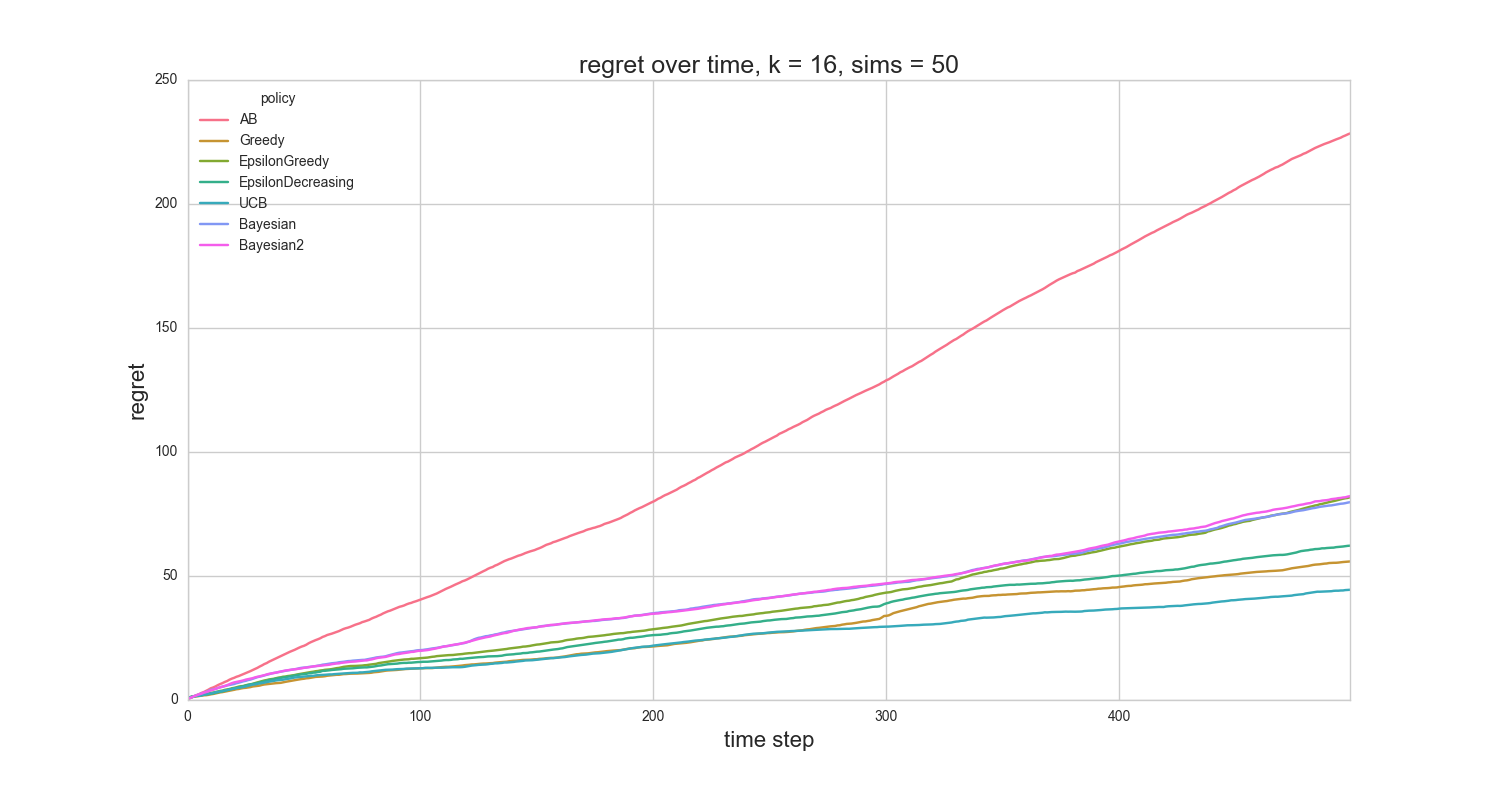 regret over time, k = 16, sims = 50
250
200
150
100
50
0
regret
policy
AB
Greedy
EpsilonGreedy
EpsilonDecreasing
UCB
Bayesian
Bayesian2
0 100 200 300 400
time step